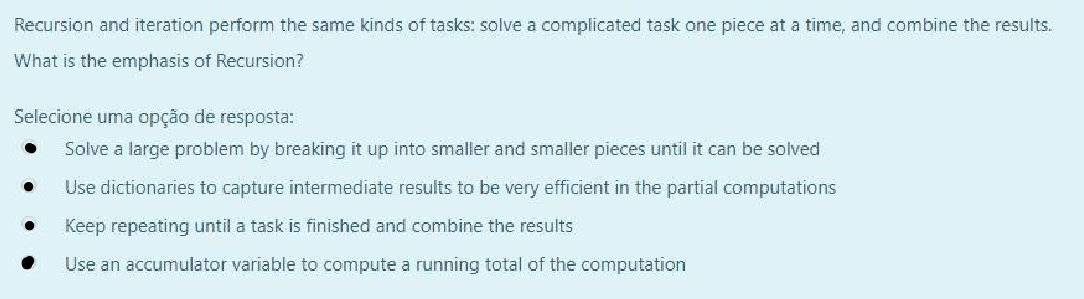 Recursion and iteration perform the same kinds of tasks: solve a complicated task one piece at a time, and combine the results.
What is the emphasis of Recursion?
Selecione uma opção de resposta:
Solve a large problem by breaking it up into smaller and smaller pieces until it can be solved
Use dictionaries to capture intermediate results to be very efficient in the partial computations
Keep repeating until a task is finished and combine the results
Use an accumulator variable to compute a running total of the computation